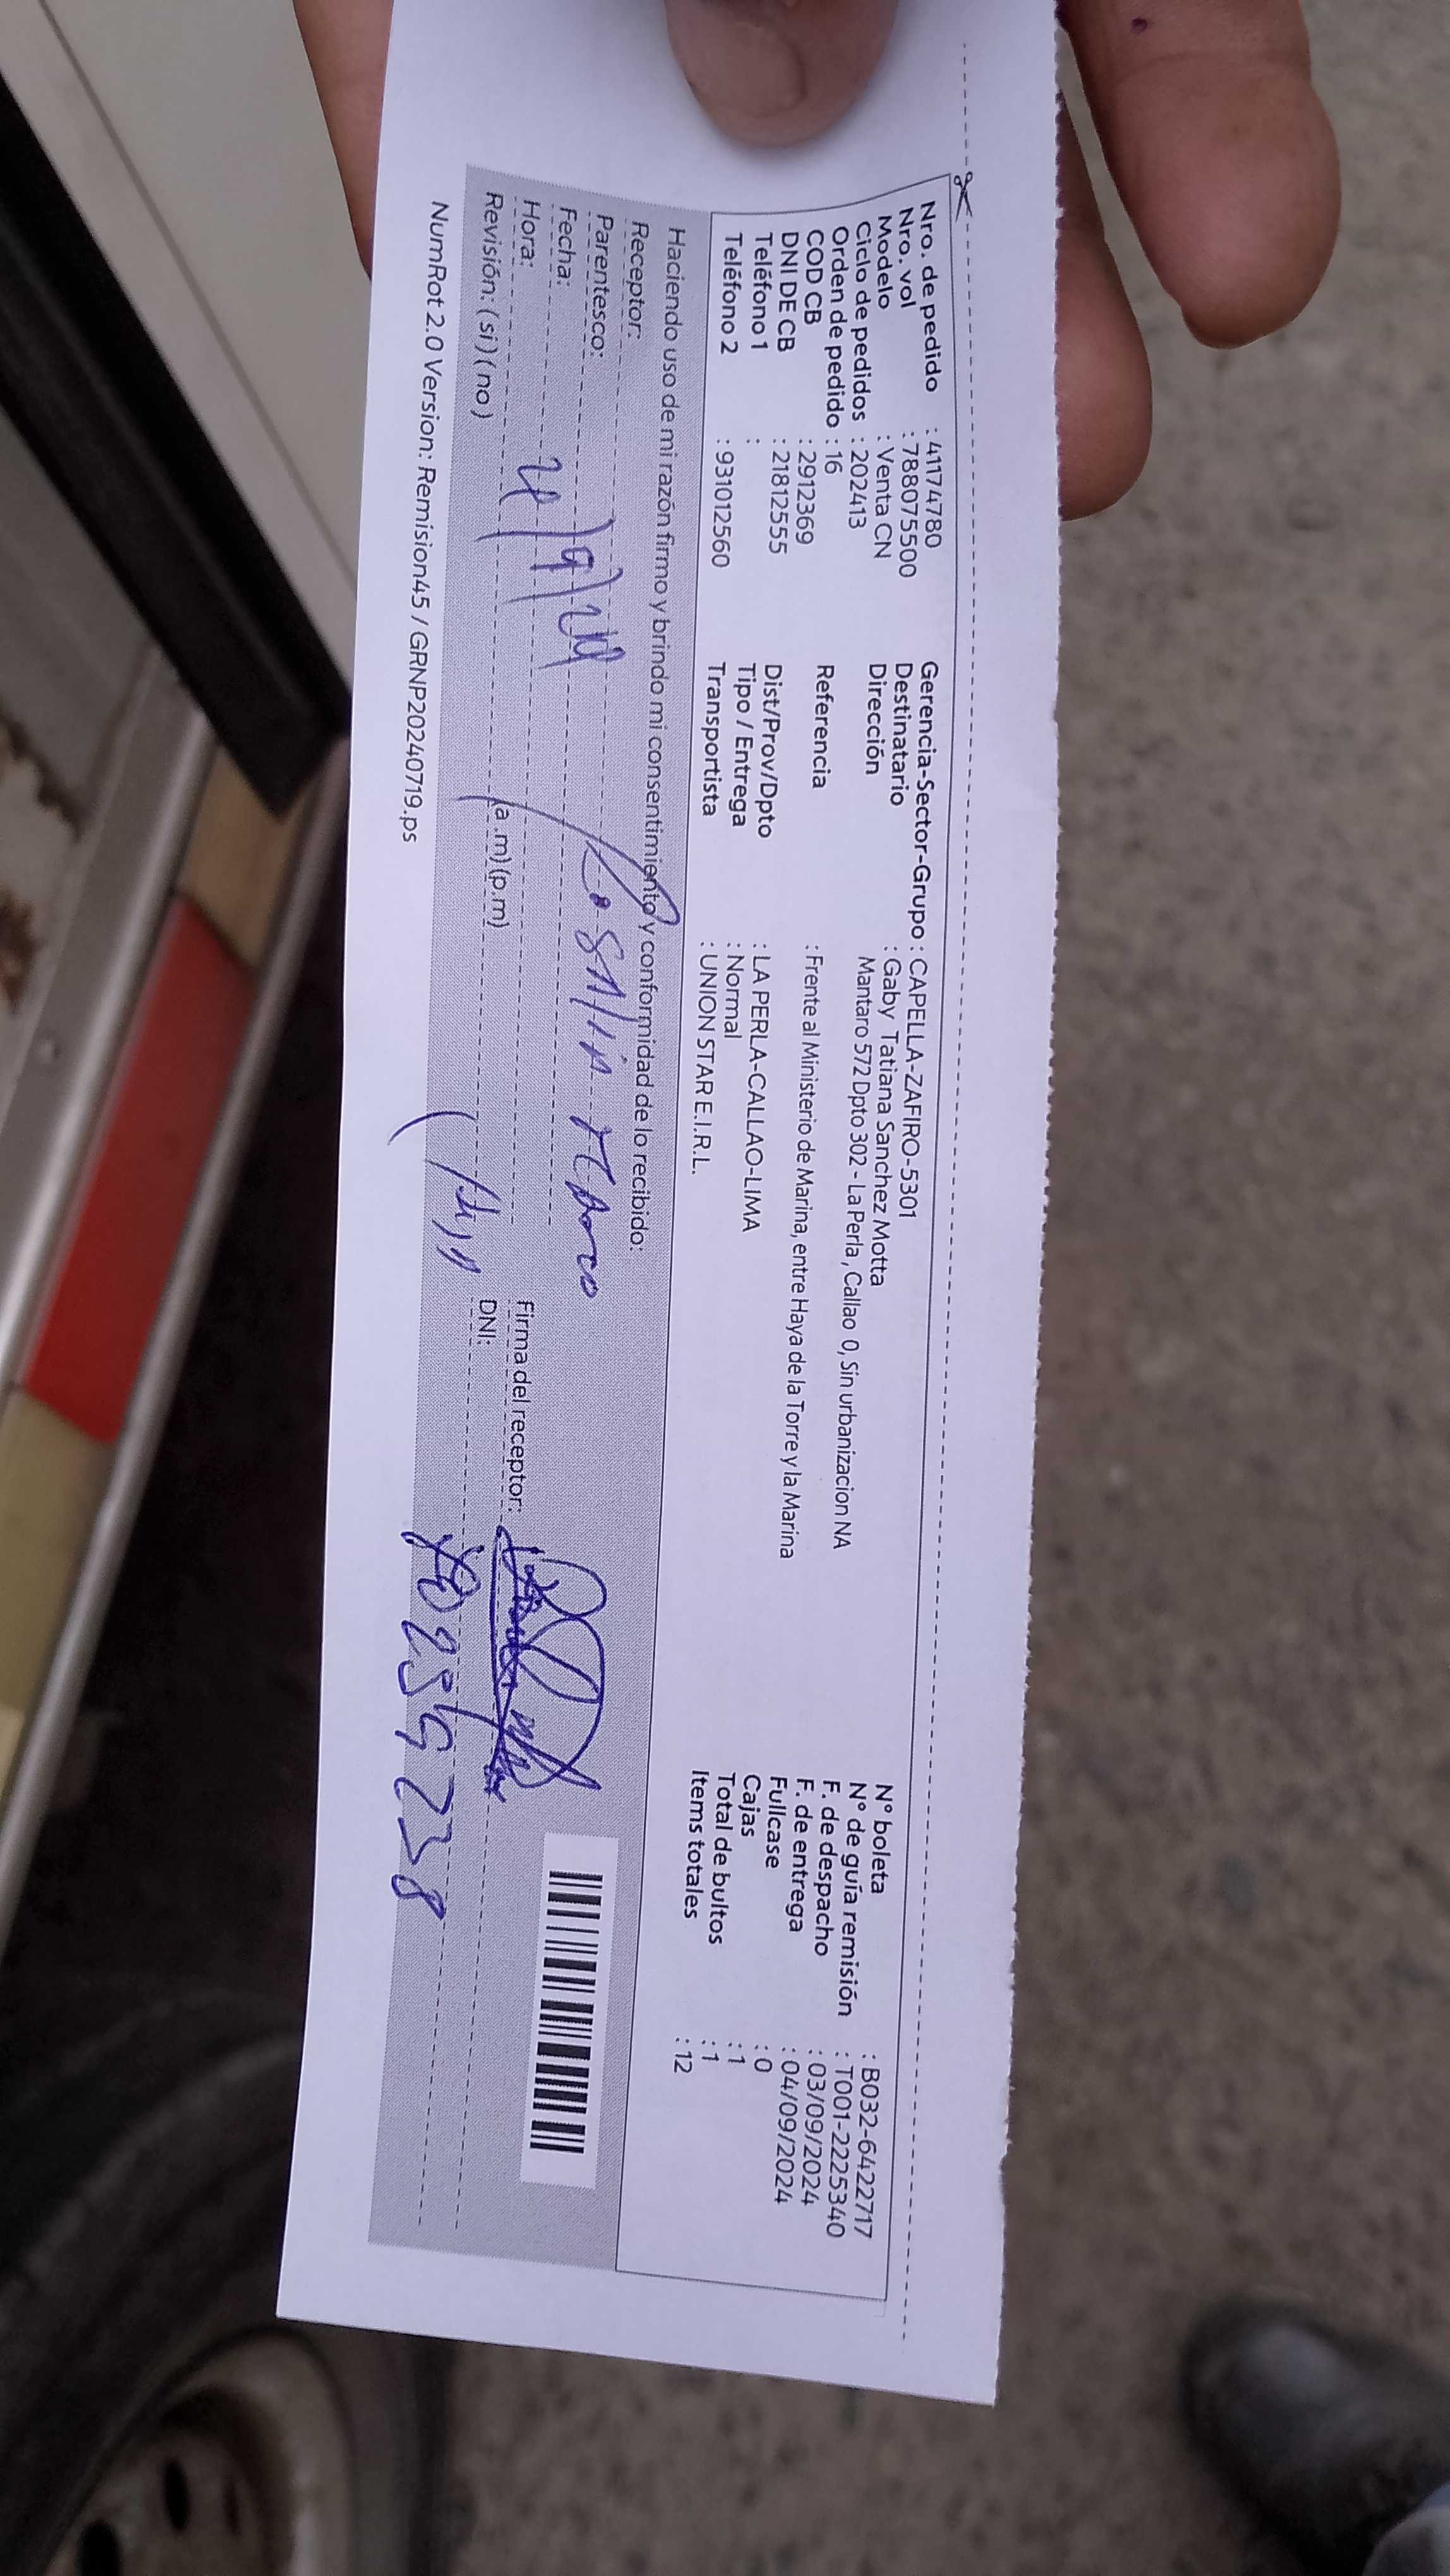 Nro. de pedido : 41174780
Nro. vol : 788075500
Modelo : Venta CN
Ciclo de pedidos : 202413
Orden de pedido : 16
COD CB : 2912369
DNI DE CB : 21812555
Teléfono 1 :
Teléfono 2 : 931012560
Gerencia-Sector-Grupo : CAPELLA-ZAFIRO-5301
Destinatario : Gaby Tatiana Sanchez Motta
Dirección Mantaro 572 Dpto 302 - La Perla , Callao 0, Sin urbanizacion NA
Referencia : Frente al Ministerio de Marina, entre Haya de la Torre y la Marina
Dist/Prov/Dpto : LA PERLA-CALLAO-LIMA
Tipo / Entrega : Normal
Transportista : UNION STAR E.I.R.L.
N° boleta : B032-6422717
N° de guía remisión : T001-2225340
F. de despacho : 03/09/2024
F. de entrega : 04/09/2024
Fullcase : 0
Cajas : 1
Total de bultos : 1
Items totales : 12
Haciendo uso de mi razón firmo y brindo mi consentimiento y conformidad de lo recibido:
Receptor:
Parentesco:
Fecha: 4/9/24
Hora: (a .m) (p.m)
Revisión: ( si ) ( no )
Firma del receptor:
DNI:
NumRot 2.0 Version: Remision45 / GRNP20240719.ps